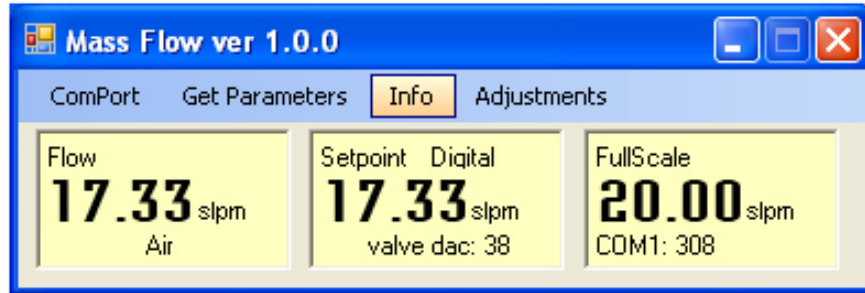 Mass Flow ver 1.0.0
ComPort Get Parameters Info Adjustments
Flow
17.33 slpm
Air
Setpoint Digital
17.33 slpm
valve dac: 38
FullScale
20.00 slpm
COM1: 308